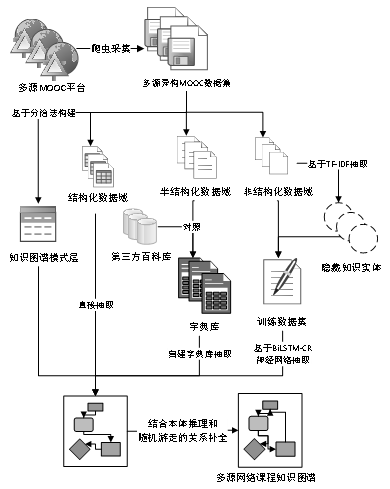 爬虫采集
多源MOOC平台
多源异构MOOC数据集
基于分治法构建
基于TF-IDF抽取
结构化数据域
半结构化数据域
非结构化数据域
对照
知识图谱模式层
第三方百科库
隐藏知识实体
直接抽取
字典库
训练数据集
构建字典库抽取
基于BiLSTM-CR
神经网络抽取
结合本体推理和
随机游走的关系补全
多源网络课程知识图谱